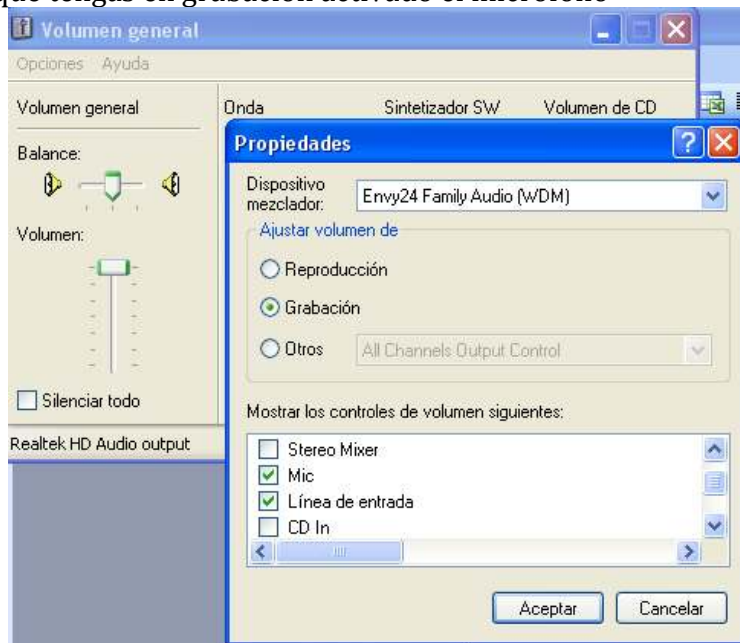 que tengas en grabación activado el micrófono
Volumen general
Opciones Ayuda
Volumen general Onda Sintetizador SW Volumen de CD
Balance:
Volumen:
Silenciar todo
Realtek HD Audio output
Propiedades
Dispositivo
mezclador:
Envy24 Family Audio (WDM)
Ajustar volumen de
Reproducción
Grabación
Otros All Channels Output Control
Mostrar los controles de volumen siguientes:
Stereo Mixer
Mic
Línea de entrada
CD In
Aceptar Cancelar